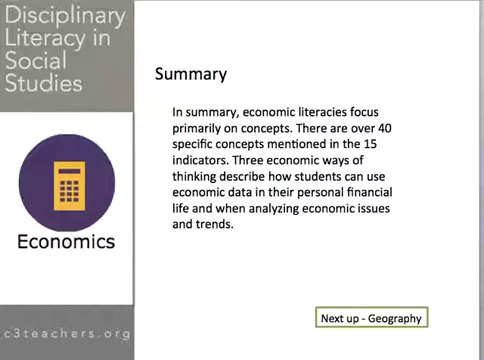 Disciplinary
Literacy in
Social
Studies
Summary
In summary, economic literacies focus
primarily on concepts. There are over 40
specific concepts mentioned in the 15
indicators. Three economic ways of
thinking describe how students can use
economic data in their personal financial
life and when analyzing economic issues
and trends.
Economics
Next up - Geography
c3teachers.org